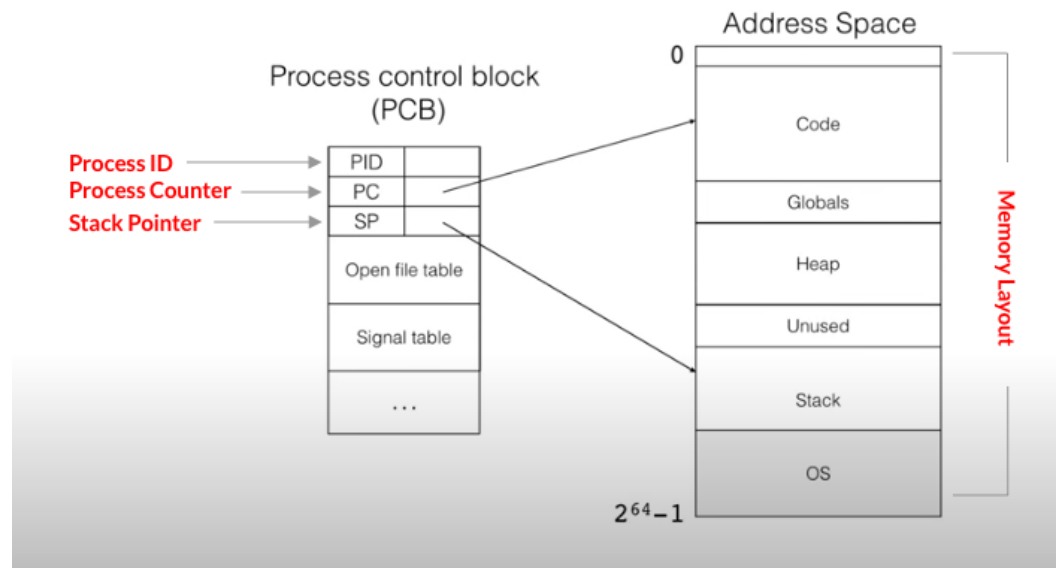 Process control block
(PCB)
Process ID
PID
Process Counter
PC
Stack Pointer
SP
Open file table
Signal table
...
Address Space
0
Code
Globals
Heap
Unused
Stack
OS
2⁶⁴−1
Memory Layout